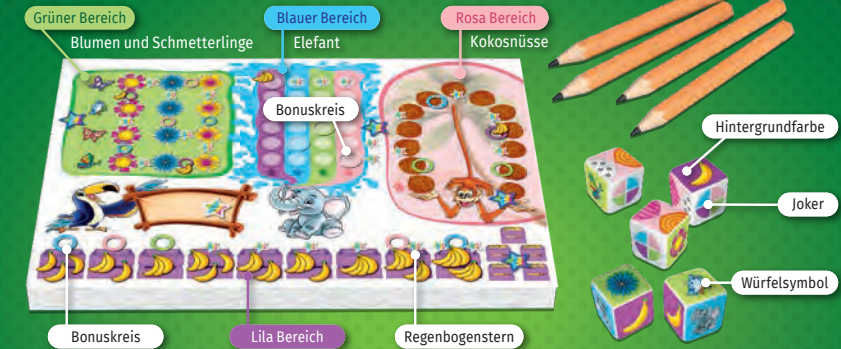 Grüner Bereich
Blumen und Schmetterlinge
Blauer Bereich
Elefant
Rosa Bereich
Kokosnüsse
Bonuskreis
Hintergrundfarbe
Joker
Würfelsymbol
Bonuskreis
Lila Bereich
Regenbogenstern